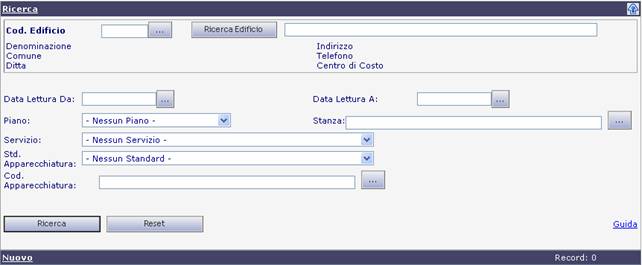 Ricerca
Cod. Edificio ... Ricerca Edificio
Denominazione Indirizzo
Comune Telefono
Ditta Centro di Costo
Data Lettura Da: ... Data Lettura A: ...
Piano: - Nessun Piano - Stanza: ...
Servizio: - Nessun Servizio -
Std.
Apparecchiatura: - Nessun Standard -
Cod.
Apparecchiatura: ...
Ricerca Reset Guida
Nuovo Record: 0